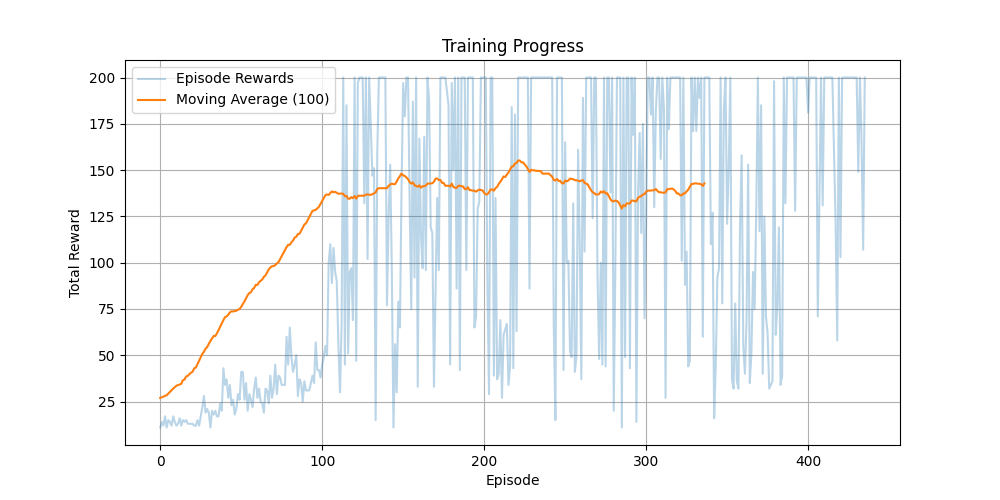 Training Progress
Episode Rewards
Moving Average (100)
Total Reward
200
175
150
125
100
75
50
25
0 100 200 300 400
Episode